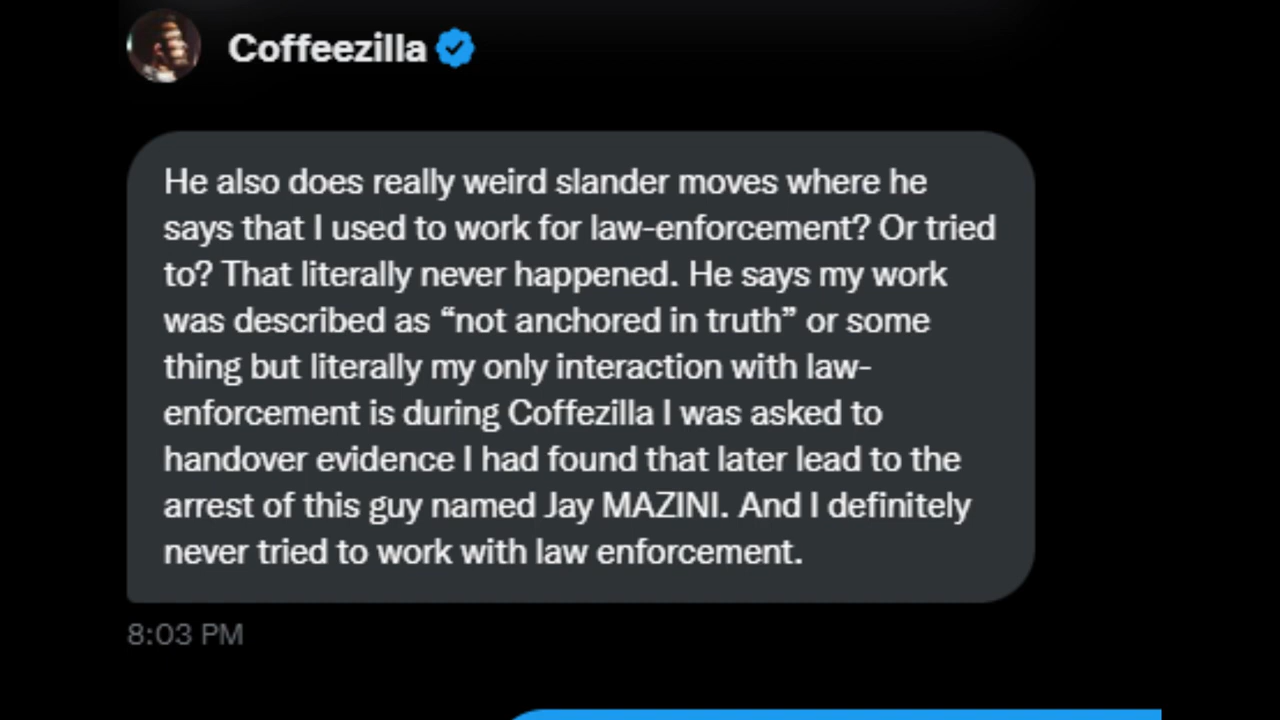 Coffeezilla
He also does really weird slander moves where he
says that I used to work for law-enforcement? Or tried
to? That literally never happened. He says my work
was described as “not anchored in truth” or some
thing but literally my only interaction with law-
enforcement is during Coffezilla I was asked to
handover evidence I had found that later lead to the
arrest of this guy named Jay MAZINI. And I definitely
never tried to work with law enforcement.
8:03 PM